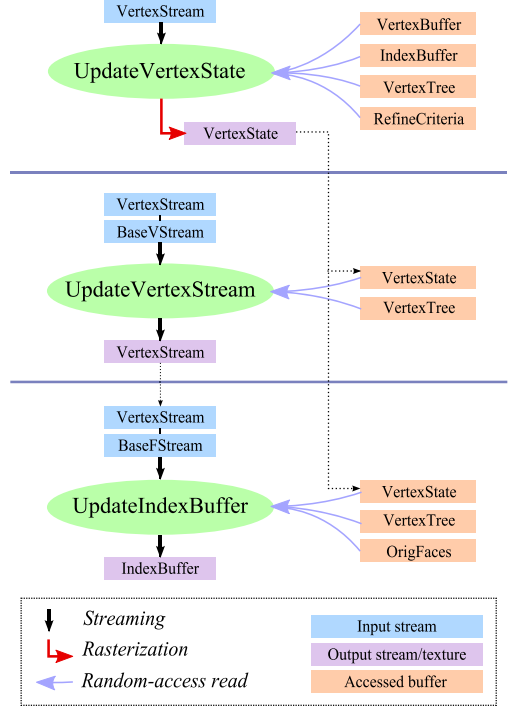 VertexStream
UpdateVertexState
VertexBuffer
IndexBuffer
VertexTree
RefineCriteria
VertexState
VertexStream
BaseVStream
UpdateVertexStream
VertexState
VertexTree
VertexStream
VertexStream
BaseFStream
UpdateIndexBuffer
VertexState
VertexTree
OrigFaces
IndexBuffer
Streaming
Rasterization
Random-access read
Input stream
Output stream/texture
Accessed buffer